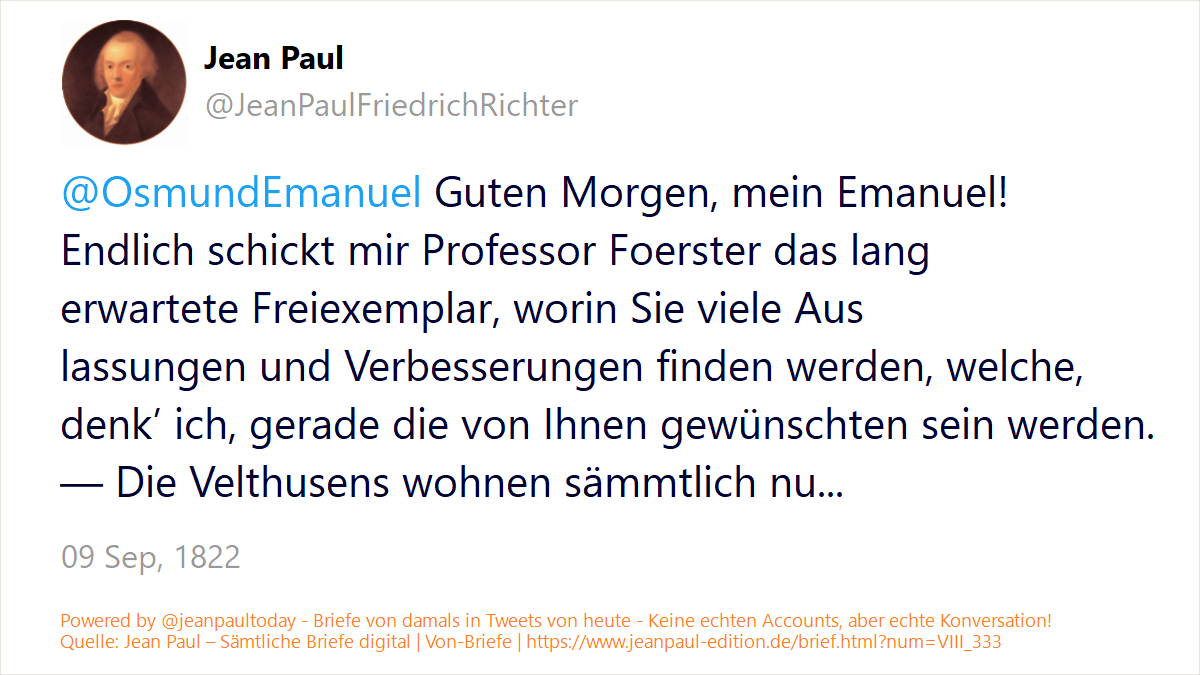 Jean Paul
@JeanPaulFriedrichRichter
@OsmundEmanuel Guten Morgen, mein Emanuel!
Endlich schickt mir Professor Foerster das lang
erwartete Freiexemplar, worin Sie viele Aus
lassungen und Verbesserungen finden werden, welche,
denk’ ich, gerade die von Ihnen gewünschten sein werden.
— Die Velthusens wohnen sämmtlich nu...
09 Sep, 1822
Powered by @jeanpaultoday - Briefe von damals in Tweets von heute - Keine echten Accounts, aber echte Konversation!
Quelle: Jean Paul – Sämtliche Briefe digital | Von-Briefe | https://www.jeanpaul-edition.de/brief.html?num=VIII_333